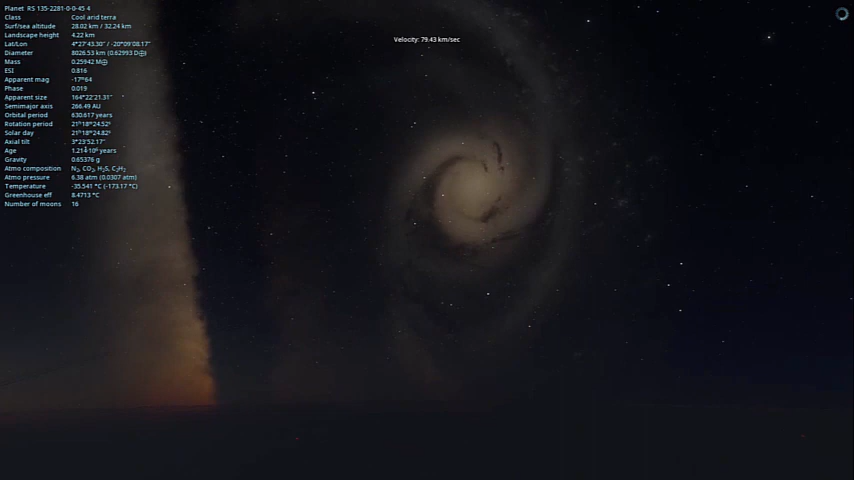 Planet RS 135-2281-0-0-45 4
Class Cool arid terra
Surf/sea altitude 28.02 km / 32.24 km
Landscape height 4.22 km
Lat/Lon 4°27'43.30" / -20°09'08.17"
Diameter 8026.53 km (0.62993 D⊕)
Mass 0.25942 M⊕
ESI 0.816
Apparent mag -17ᵐ64
Phase 0.019
Apparent size 164°22'21.31"
Semimajor axis 266.49 AU
Orbital period 630.617 years
Rotation period 21ʰ18ᵐ24.52ˢ
Solar day 21ʰ18ᵐ24.82ˢ
Axial tilt 3°23'52.17"
Age years
Gravity 0.65376 g
Atmo composition N₂, CO₂, H₂S, C₂H₂
Atmo pressure 6.38 atm (0.0307 atm)
Temperature -35.541 °C (-173.17 °C)
Greenhouse eff 8.4713 °C
Number of moons 16
Velocity: 79.43 km/sec